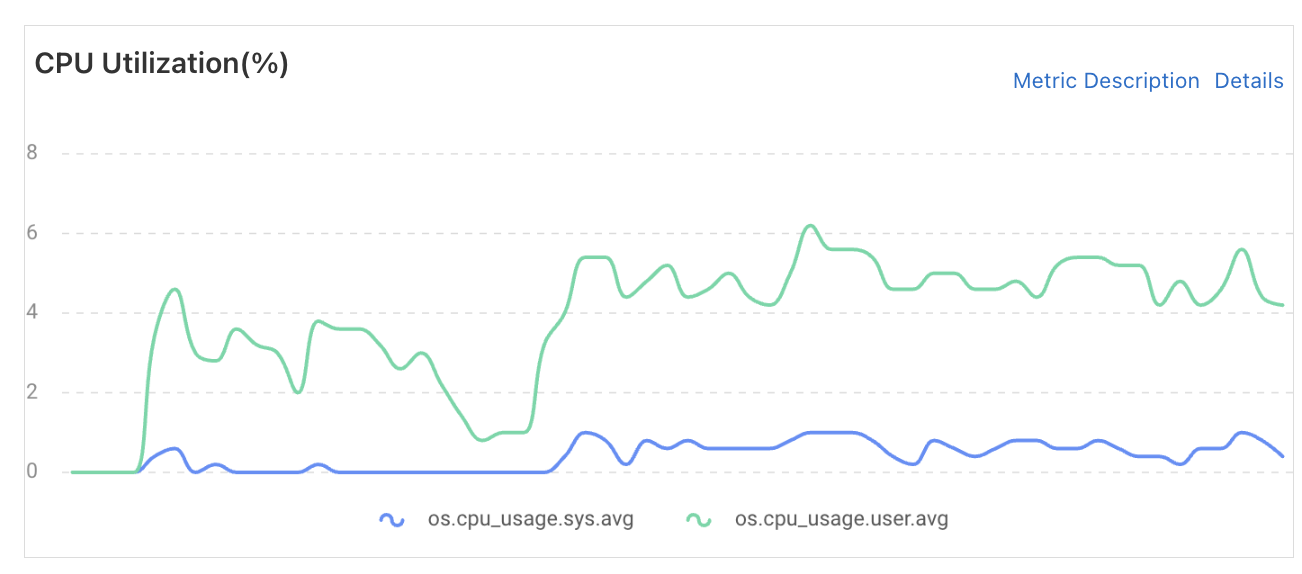 CPU Utilization(%)
Metric Description Details
8
6
4
2
0
os.cpu_usage.sys.avg os.cpu_usage.user.avg